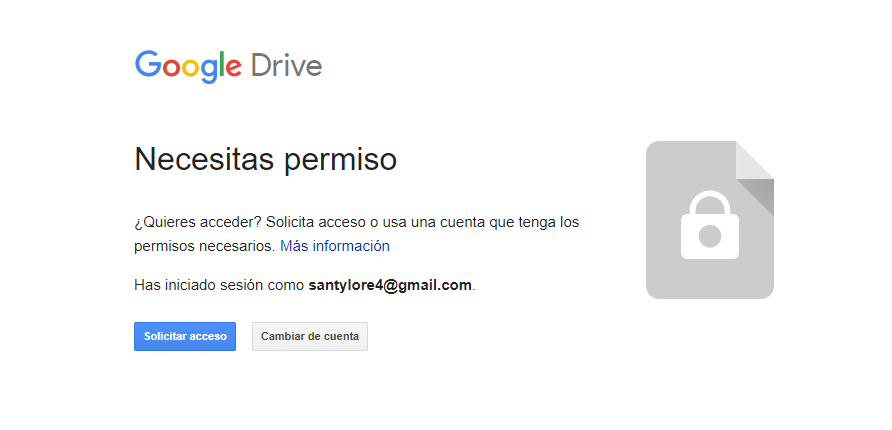 Google Drive
Necesitas permiso
¿Quieres acceder? Solicita acceso o usa una cuenta que tenga los
permisos necesarios. Más información
Has iniciado sesión como santylore4@gmail.com.
Solicitar acceso
Cambiar de cuenta